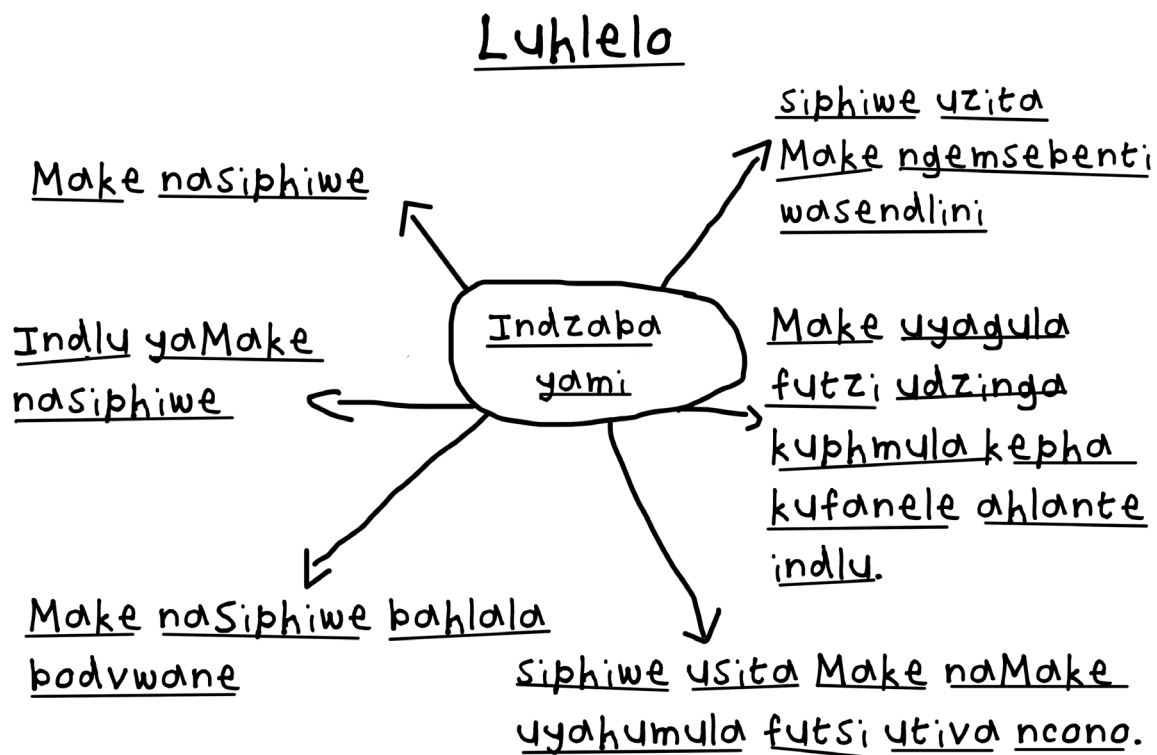 Luhlelo
Make nasiphiwe
siphiwe uzita
Make ngemsebenti
wasendlini
Indzaba
yami
Indlu yaMake
nasiphiwe
Make uyagula
futzi udzinga
kuphmula kepha
kufanele ahlante
indlu.
Make naSiphiwe bahlala
bodvwane
siphiwe usita Make naMake
uyahumula futsi utiva ncono.